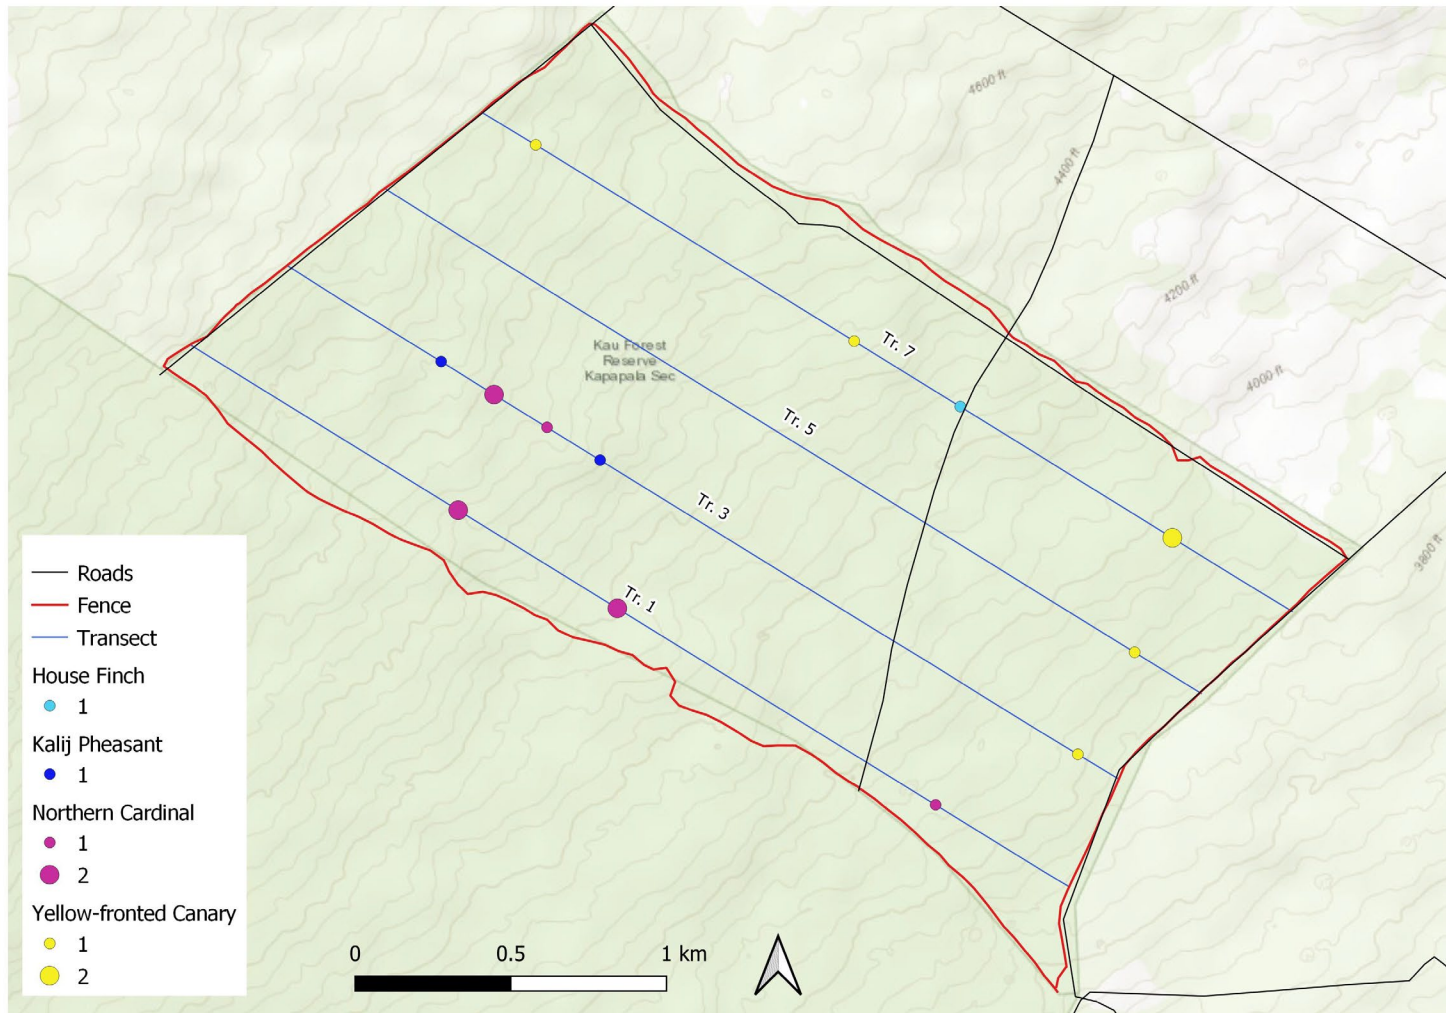 4600 ft
4400 ft
4200 ft
Kau Forest
Reserve
Kapapala Sec
Tr. 7
4000 ft
Tr. 5
Tr. 3
3800 ft
Tr. 1
Roads
Fence
Transect
House Finch
1
Kalij Pheasant
1
Northern Cardinal
1
2
Yellow-fronted Canary
1
2
0 0.5 1 km